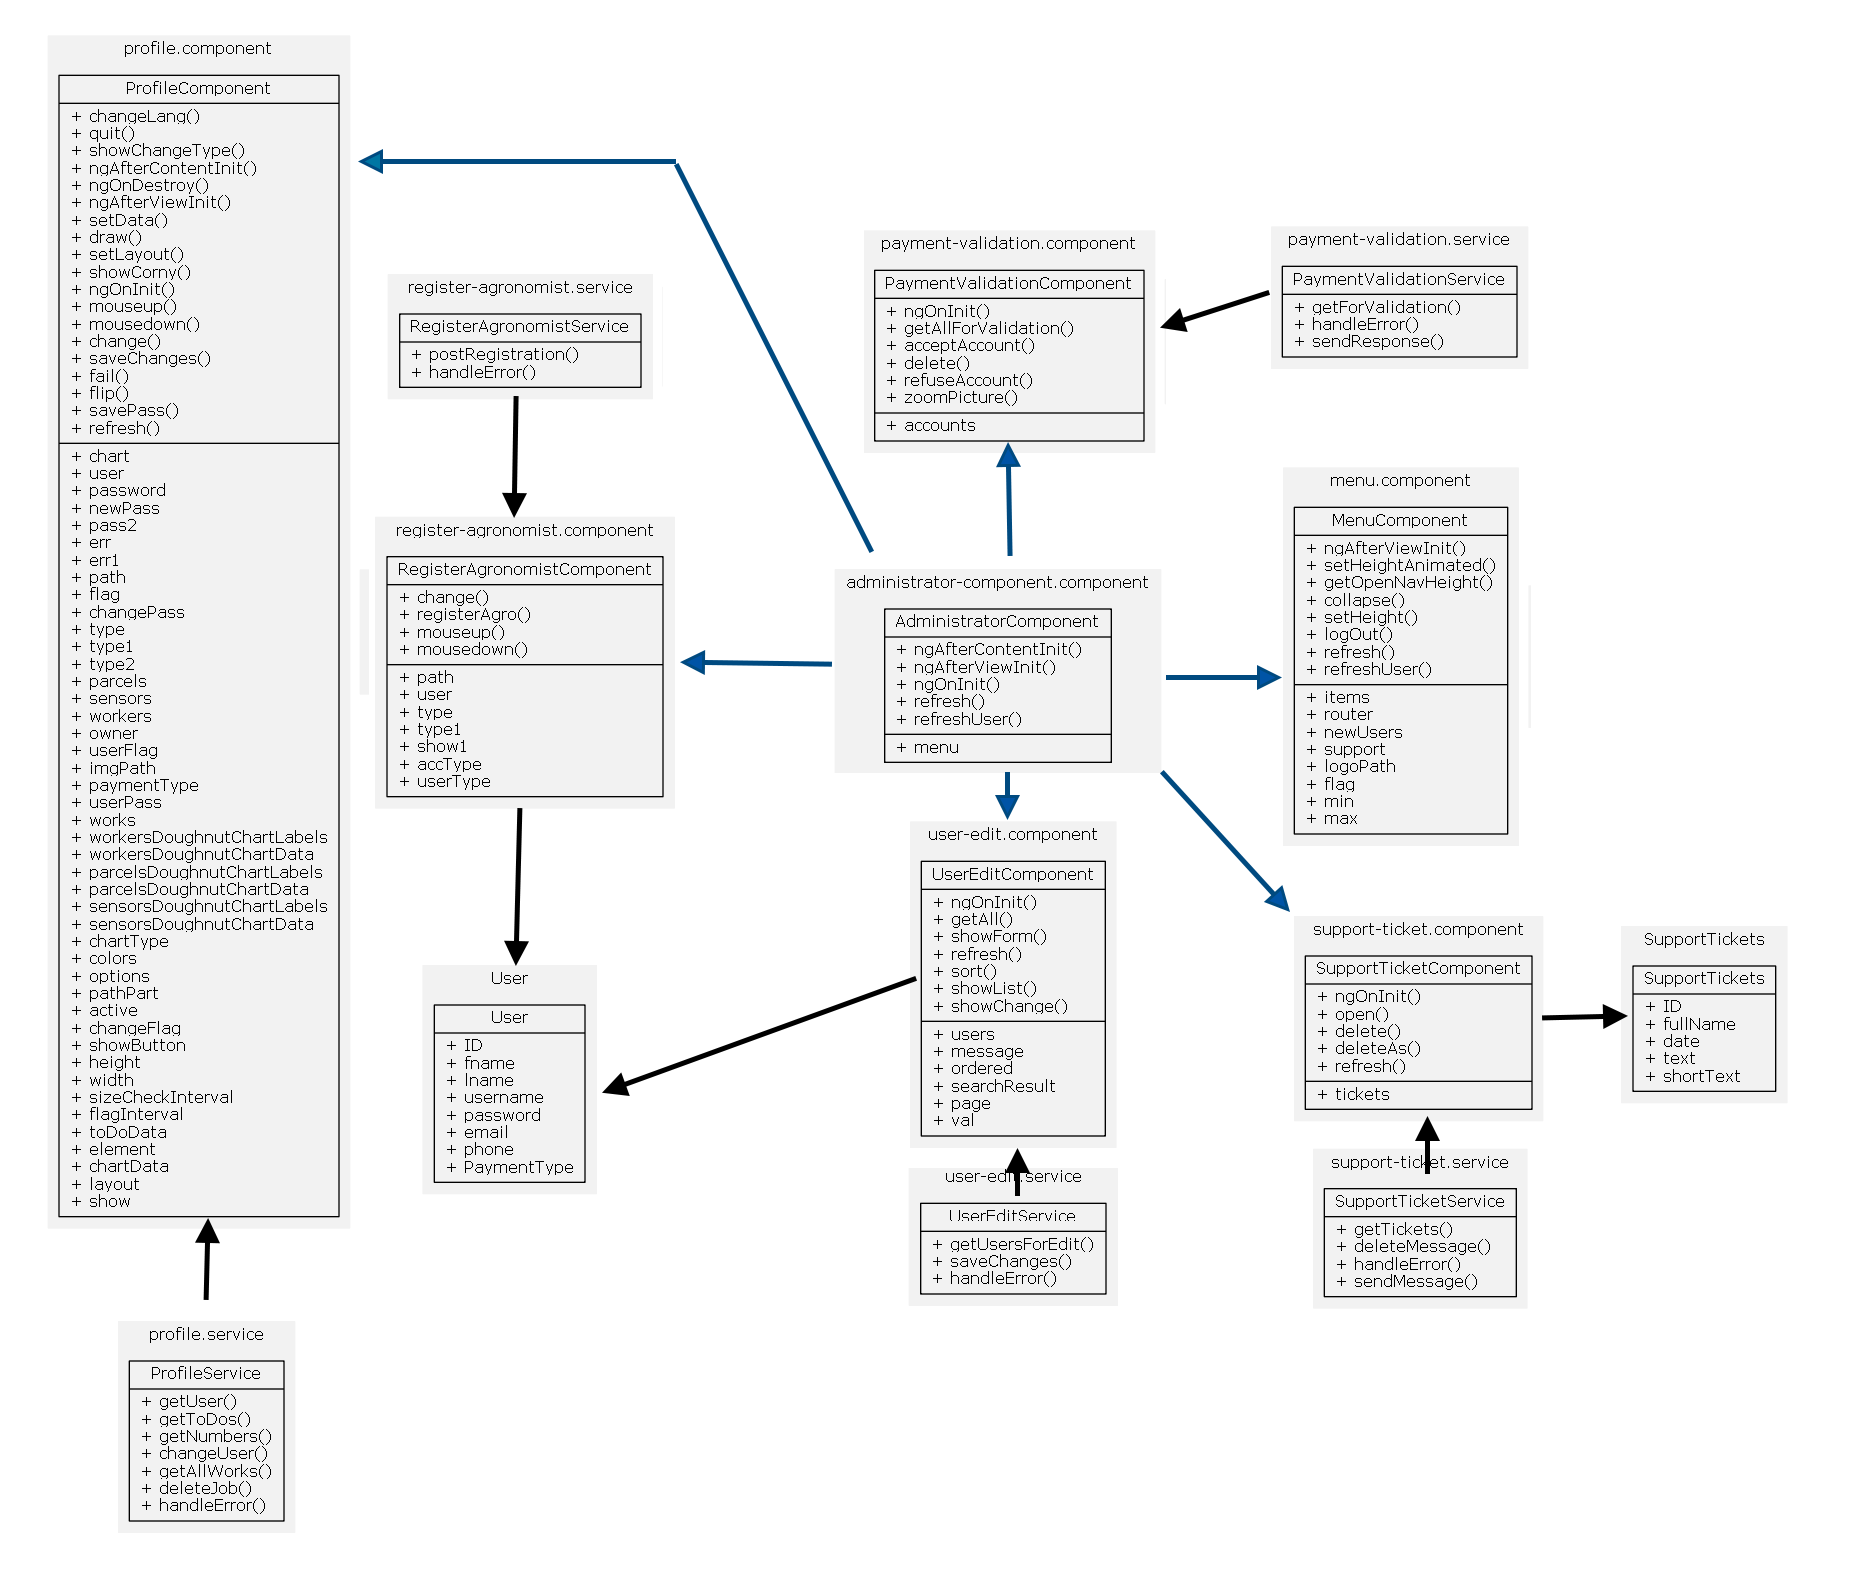 profile.component
ProfileComponent
+ changeLang()
+ quit()
+ showChangeType()
+ ngAfterContentInit()
+ ngOnDestroy()
+ ngAfterViewInit()
+ setData()
+ draw()
+ setLayout()
+ showCorny()
+ ngOnInit()
+ mouseup()
+ mousedown()
+ change()
+ saveChanges()
+ fail()
+ flip()
+ savePass()
+ refresh()
+ chart
+ user
+ password
+ newPass
+ pass2
+ err
+ err1
+ path
+ flag
+ changePass
+ type
+ type1
+ type2
+ parcels
+ sensors
+ workers
+ owner
+ userFlag
+ imgPath
+ paymentType
+ userPass
+ works
+ workersDoughnutChartLabels
+ workersDoughnutChartData
+ parcelsDoughnutChartLabels
+ parcelsDoughnutChartData
+ sensorsDoughnutChartLabels
+ sensorsDoughnutChartData
+ chartType
+ colors
+ options
+ pathPart
+ active
+ changeFlag
+ showButton
+ height
+ width
+ sizeCheckInterval
+ flagInterval
+ toDoData
+ element
+ chartData
+ layout
+ show
profile.service
ProfileService
+ getUser()
+ getToDos()
+ getNumbers()
+ changeUser()
+ getAllWorks()
+ deleteJob()
+ handleError()
register-agronomist.service
RegisterAgronomistService
+ postRegistration()
+ handleError()
register-agronomist.component
RegisterAgronomistComponent
+ change()
+ registerAgro()
+ mouseup()
+ mousedown()
+ path
+ user
+ type
+ type1
+ show1
+ accType
+ userType
User
User
+ ID
+ fname
+ lname
+ username
+ password
+ email
+ phone
+ PaymentType
payment-validation.component
PaymentValidationComponent
+ ngOnInit()
+ getAllForValidation()
+ acceptAccount()
+ delete()
+ refuseAccount()
+ zoomPicture()
+ accounts
administrator-component.component
AdministratorComponent
+ ngAfterContentInit()
+ ngAfterViewInit()
+ ngOnInit()
+ refresh()
+ refreshUser()
+ menu
user-edit.component
UserEditComponent
+ ngOnInit()
+ getAll()
+ showForm()
+ refresh()
+ sort()
+ showList()
+ showChange()
+ users
+ message
+ ordered
+ searchResult
+ page
+ val
user-edit.service
UserEditService
+ getUsersForEdit()
+ saveChanges()
+ handleError()
payment-validation.service
PaymentValidationService
+ getForValidation()
+ handleError()
+ sendResponse()
menu.component
MenuComponent
+ ngAfterViewInit()
+ setHeightAnimated()
+ getOpenNavHeight()
+ collapse()
+ setHeight()
+ logOut()
+ refresh()
+ refreshUser()
+ items
+ router
+ newUsers
+ support
+ logoPath
+ flag
+ min
+ max
support-ticket.component
SupportTicketComponent
+ ngOnInit()
+ open()
+ delete()
+ deleteAs()
+ refresh()
+ tickets
support-ticket.service
SupportTicketService
+ getTickets()
+ deleteMessage()
+ handleError()
+ sendMessage()
SupportTickets
SupportTickets
+ ID
+ fullName
+ date
+ text
+ shortText